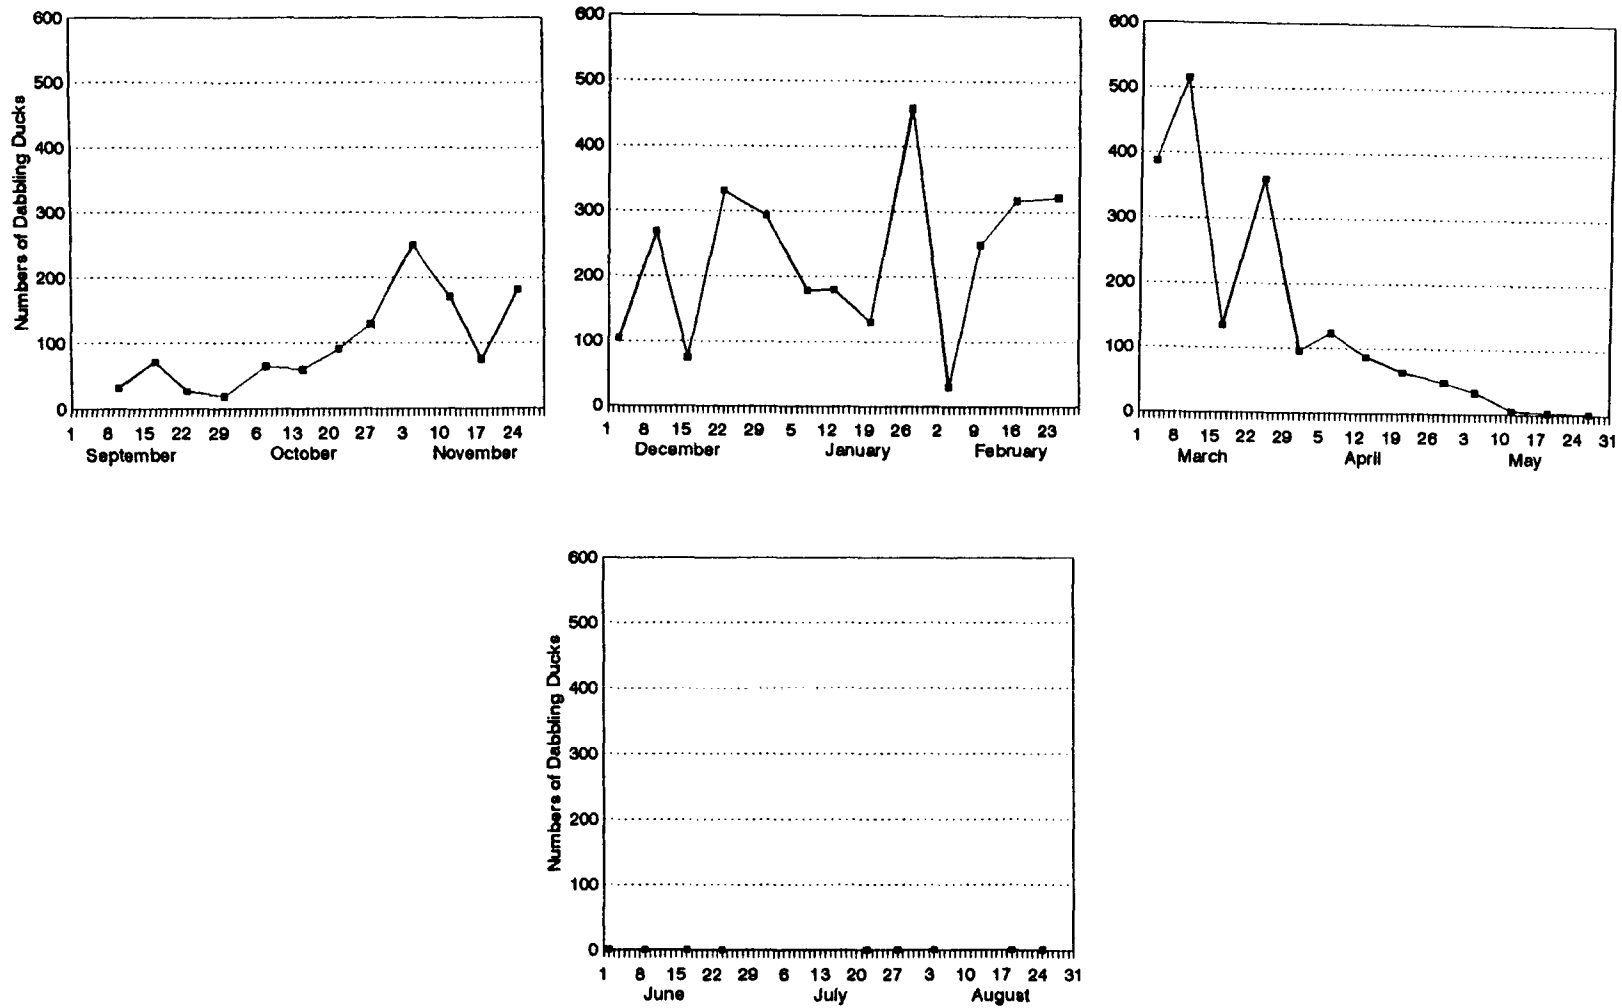 Numbers of Dabbling Ducks
600
500
400
300
200
100
0
1 8 15 22 29 6 13 20 27 3 10 17 24
September October November
600
500
400
300
200
100
0
1 8 15 22 29 5 12 19 26 2 9 16 23
December January February
600
500
400
300
200
100
0
1 8 15 22 29 5 12 19 26 3 10 17 24 31
March April May
Numbers of Dabbling Ducks
600
500
400
300
200
100
0
1 8 15 22 29 6 13 20 27 3 10 17 24 31
June July August